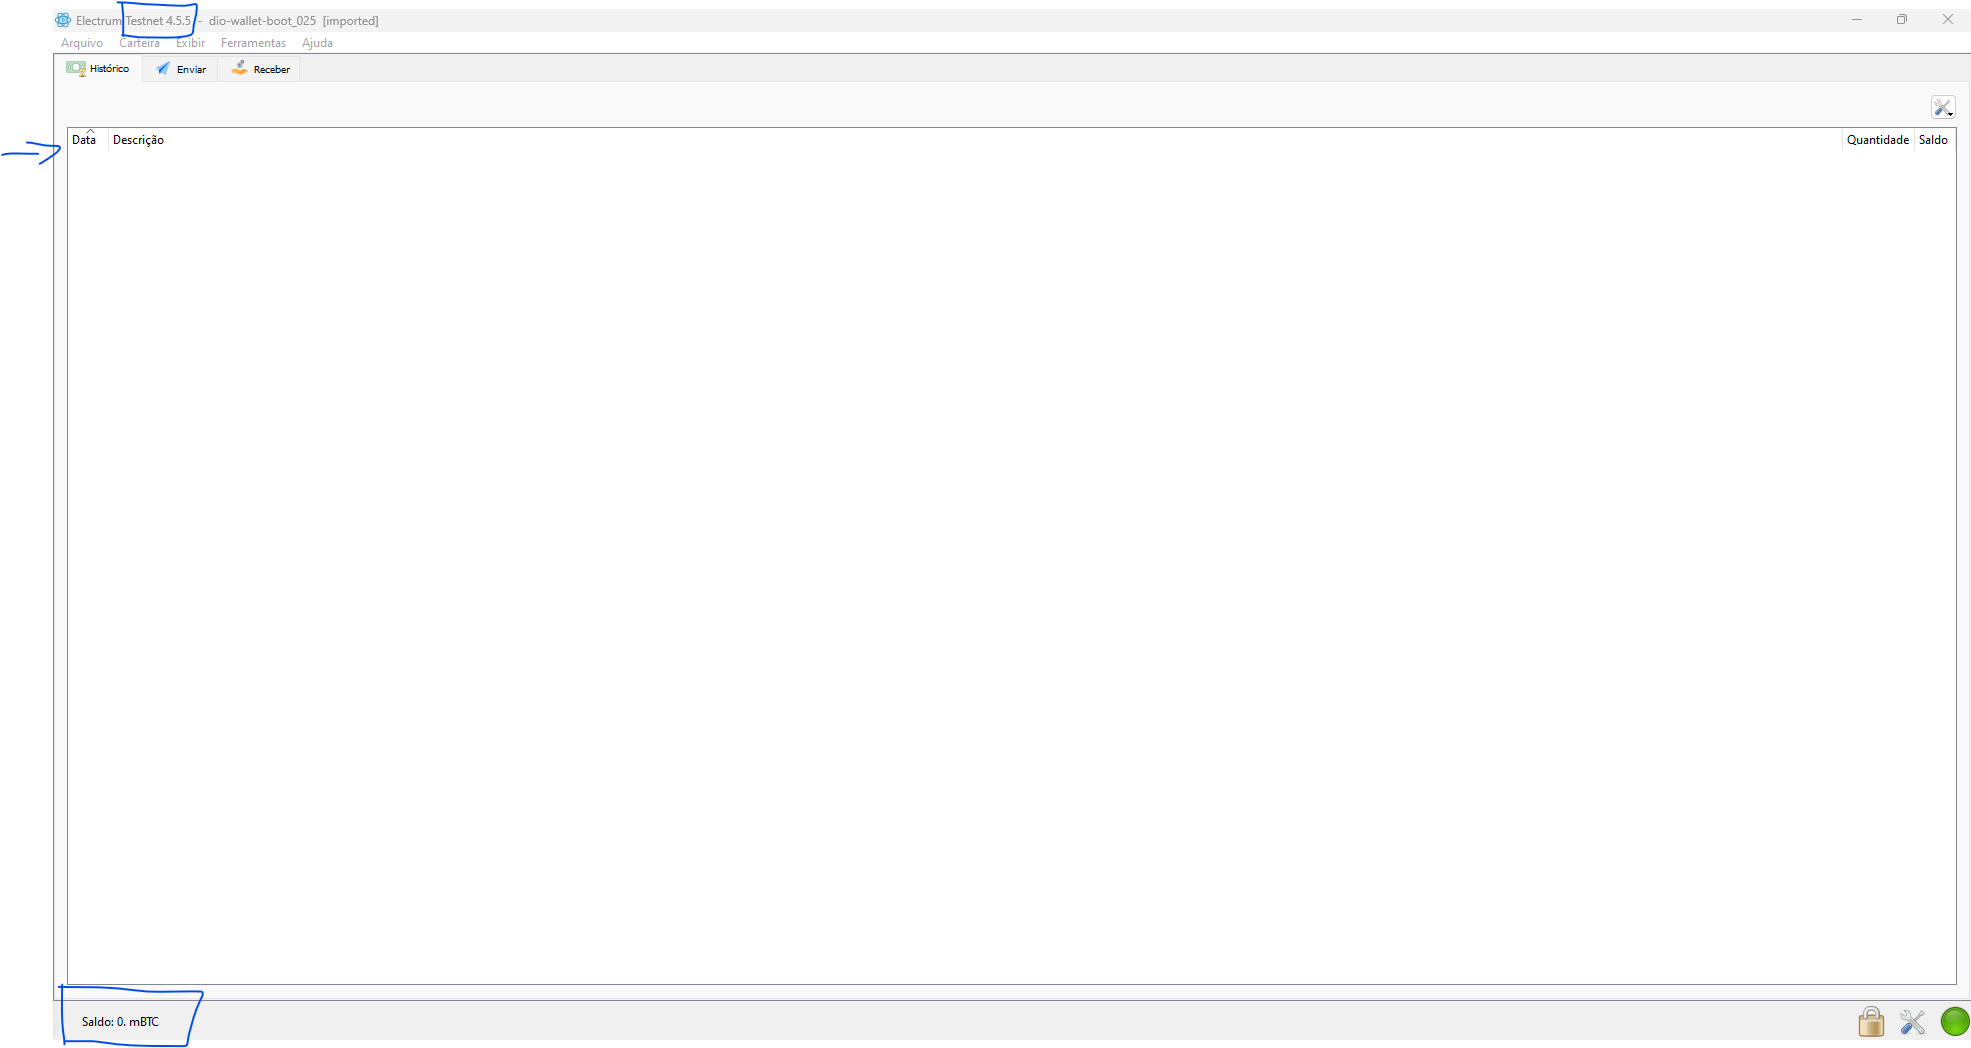 Electrum Testnet 4.5.5 - dio-wallet-boot_025 [imported]
Arquivo Carteira Exibir Ferramentas Ajuda
Histórico Enviar Receber
Data Descrição Quantidade Saldo
Saldo: 0. mBTC